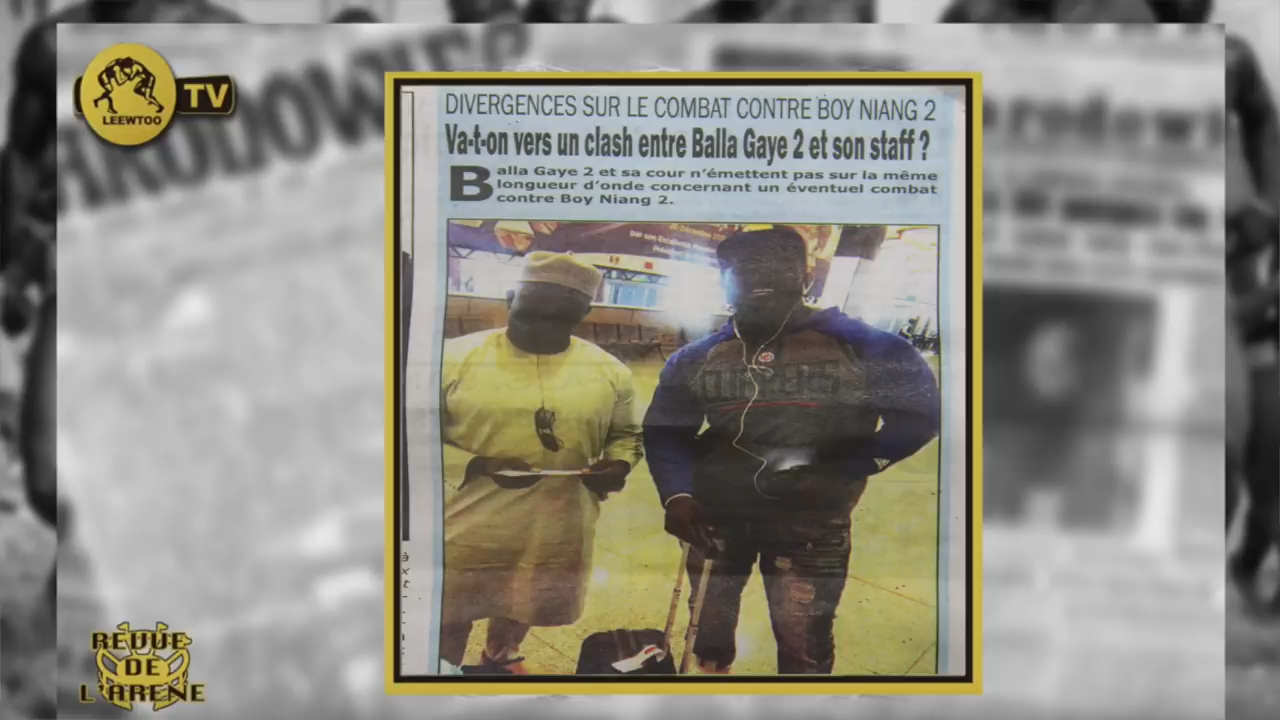 LEEWTOO
TV
DIVERGENCES SUR LE COMBAT CONTRE BOY NIANG 2
Va-t-on vers un clash entre Balla Gaye 2 et son staff ?
Balla Gaye 2 et sa cour n'émettent pas sur la même
longueur d'onde concernant un éventuel combat
contre Boy Niang 2.
REVUE
DE
L'ARENE